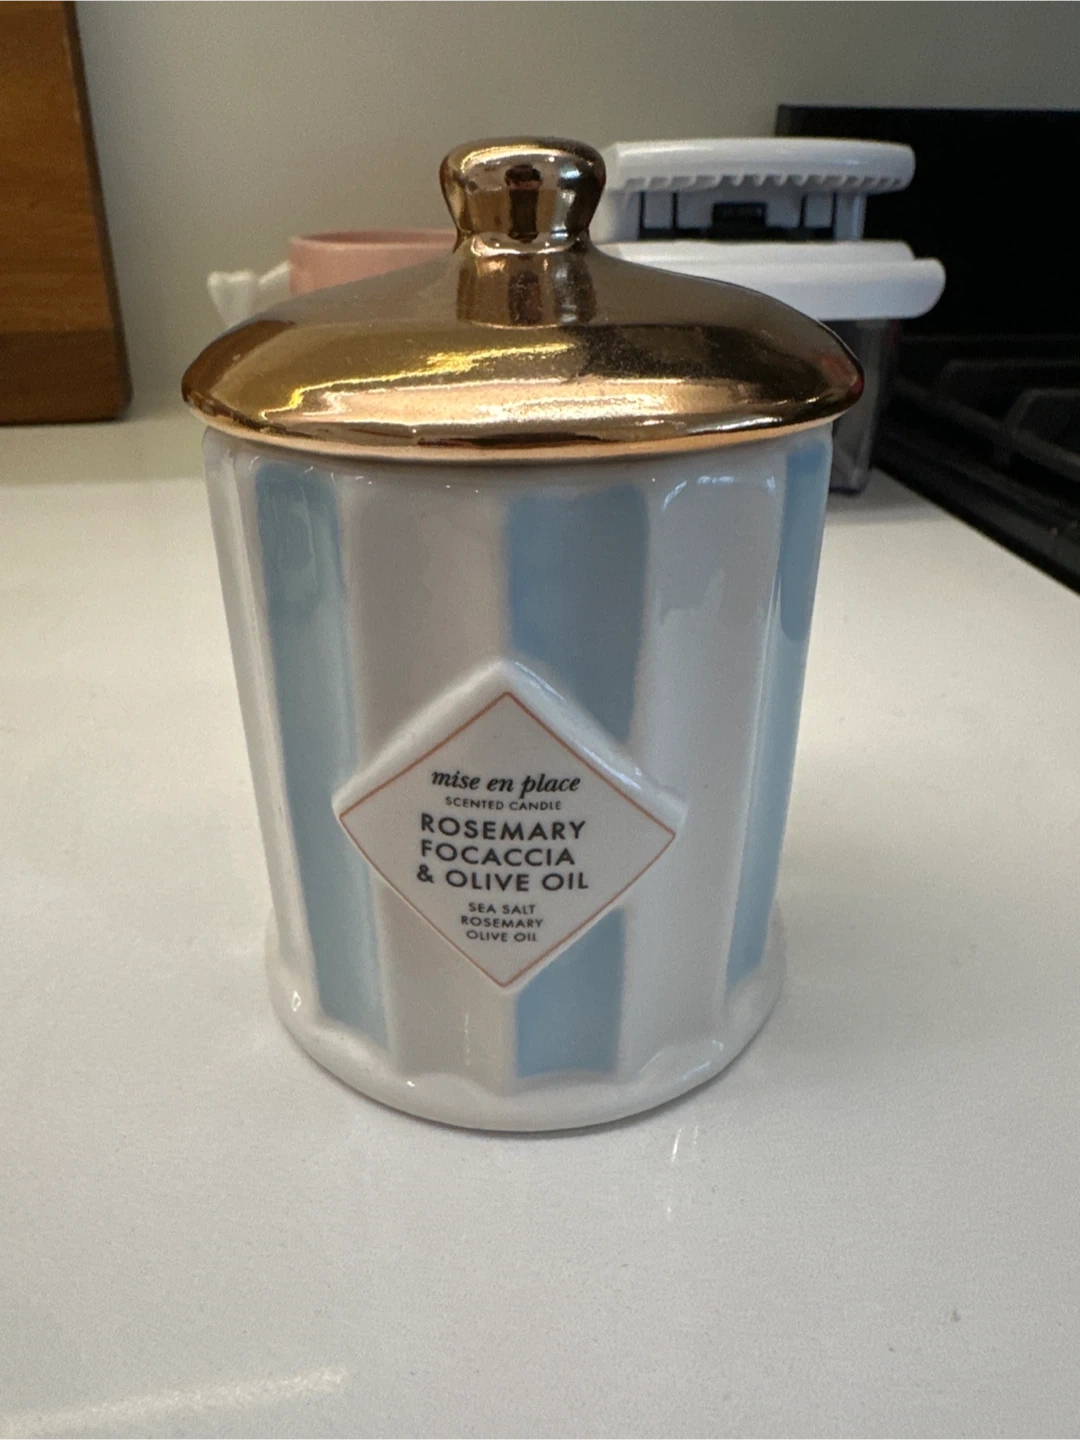 mise en place
SCENTED CANDLE
ROSEMARY
FOCACCIA
& OLIVE OIL
SEA SALT
ROSEMARY
OLIVE OIL